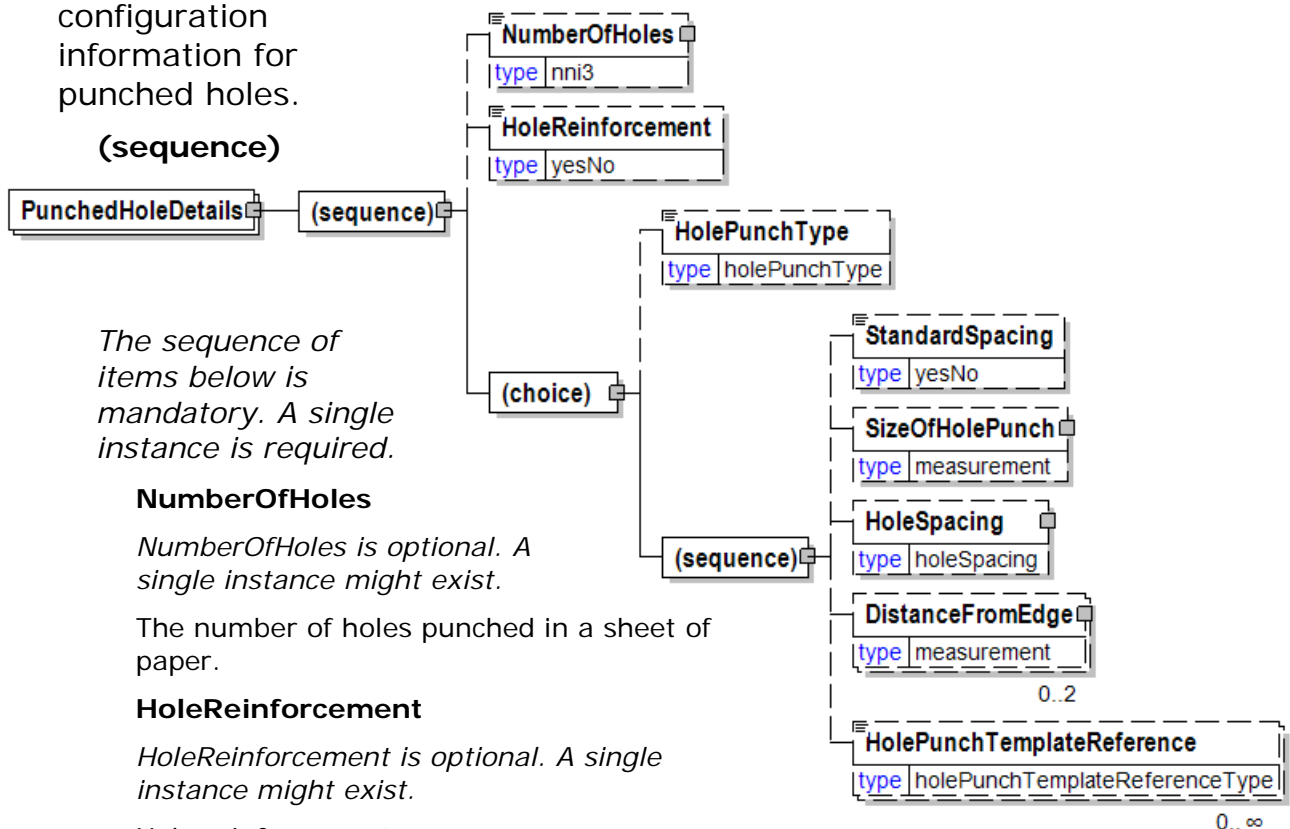 configuration
information for
punched holes.
(sequence)
PunchedHoleDetails
(sequence)
NumberOfHoles
type nni3
HoleReinforcement
type yesNo
HolePunchType
type holePunchType
(choice)
StandardSpacing
type yesNo
SizeOfHolePunch
type measurement
HoleSpacing
type holeSpacing
(sequence)
DistanceFromEdge
type measurement
0..2
HolePunchTemplateReference
type holePunchTemplateReferenceType
0..∞
The sequence of
items below is
mandatory. A single
instance is required.
NumberOfHoles
NumberOfHoles is optional. A
single instance might exist.
The number of holes punched in a sheet of
paper.
HoleReinforcement
HoleReinforcement is optional. A single
instance might exist.